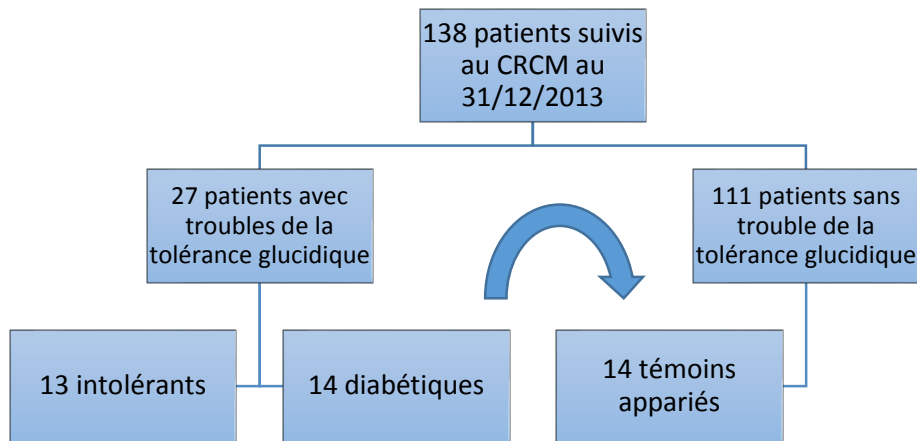 138 patients suivis
au CRCM au
31/12/2013
27 patients avec
troubles de la
tolérance glucidique
111 patients sans
trouble de la
tolérance glucidique
13 intolérants
14 diabétiques
14 témoins
appariés